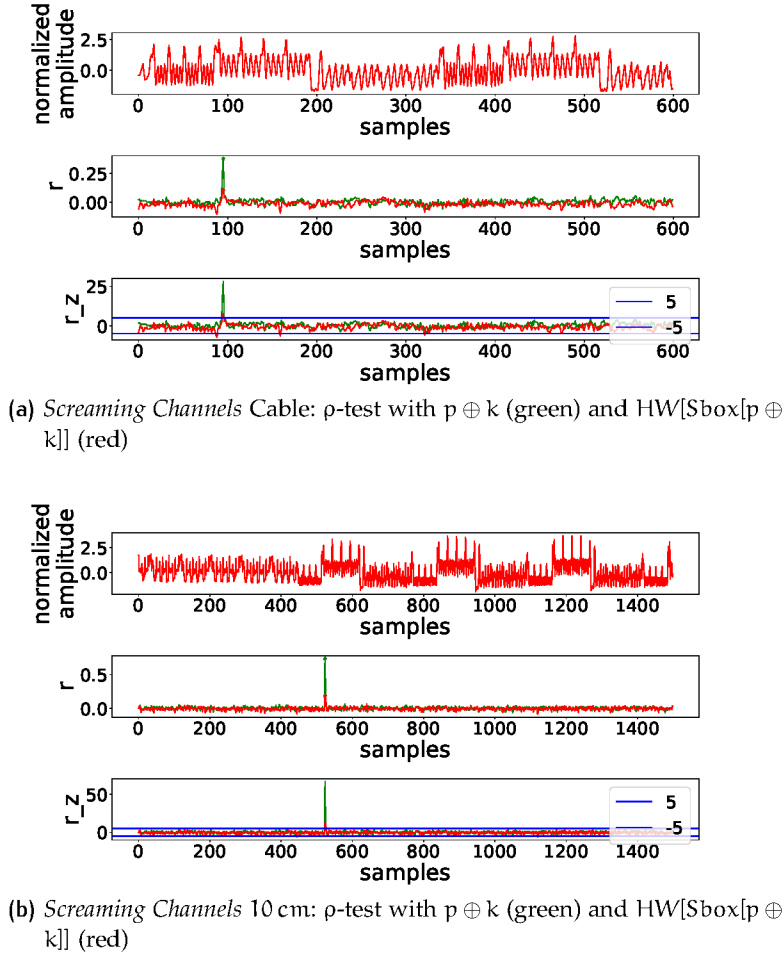 normalized
amplitude
2.5
0.0
0 100 200 300 400 500 600
samples
r
0.25
0.00
0 100 200 300 400 500 600
samples
r_z
25
0
5
-5
0 100 200 300 400 500 600
samples
(a) Screaming Channels Cable: ρ-test with p ⊕ k (green) and HW[Sbox[p ⊕
k]] (red)
normalized
amplitude
2.5
0.0
0 200 400 600 800 1000 1200 1400
samples
r
0.5
0.0
0 200 400 600 800 1000 1200 1400
samples
r_z
50
0
5
-5
0 200 400 600 800 1000 1200 1400
samples
(b) Screaming Channels 10 cm: ρ-test with p ⊕ k (green) and HW[Sbox[p ⊕
k]] (red)